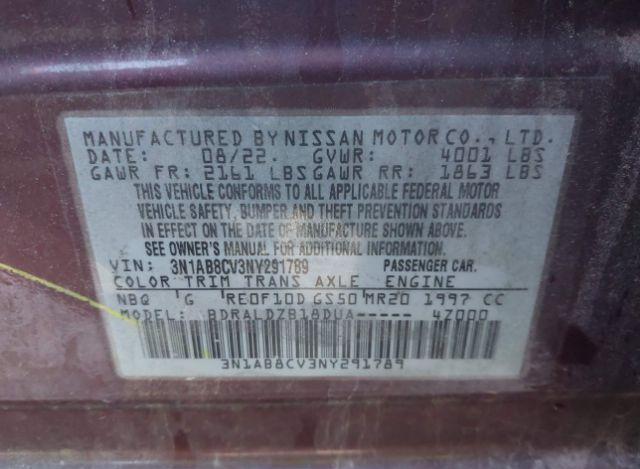 MANUFACTURED BY NISSAN MOTOR CO., LTD.
DATE: 08/22. GVWR: 4001 LBS
GAWR FR: 2161 LBS GAWR RR: 1863 LBS
THIS VEHICLE CONFORMS TO ALL APPLICABLE FEDERAL MOTOR
VEHICLE SAFETY, BUMPER AND THEFT PREVENTION STANDARDS
IN EFFECT ON THE DATE OF MANUFACTURE SHOWN ABOVE.
SEE OWNER'S MANUAL FOR ADDITIONAL INFORMATION.
VIN: 3N1AB8CV3NY291789 PASSENGER CAR.
COLOR TRIM TRANS AXLE ENGINE
NBQ G RE0F10D GS50 MR20 1997 CC
MODEL: BDRALDZB18DUA----- 47000
3N1AB8CV3NY291789